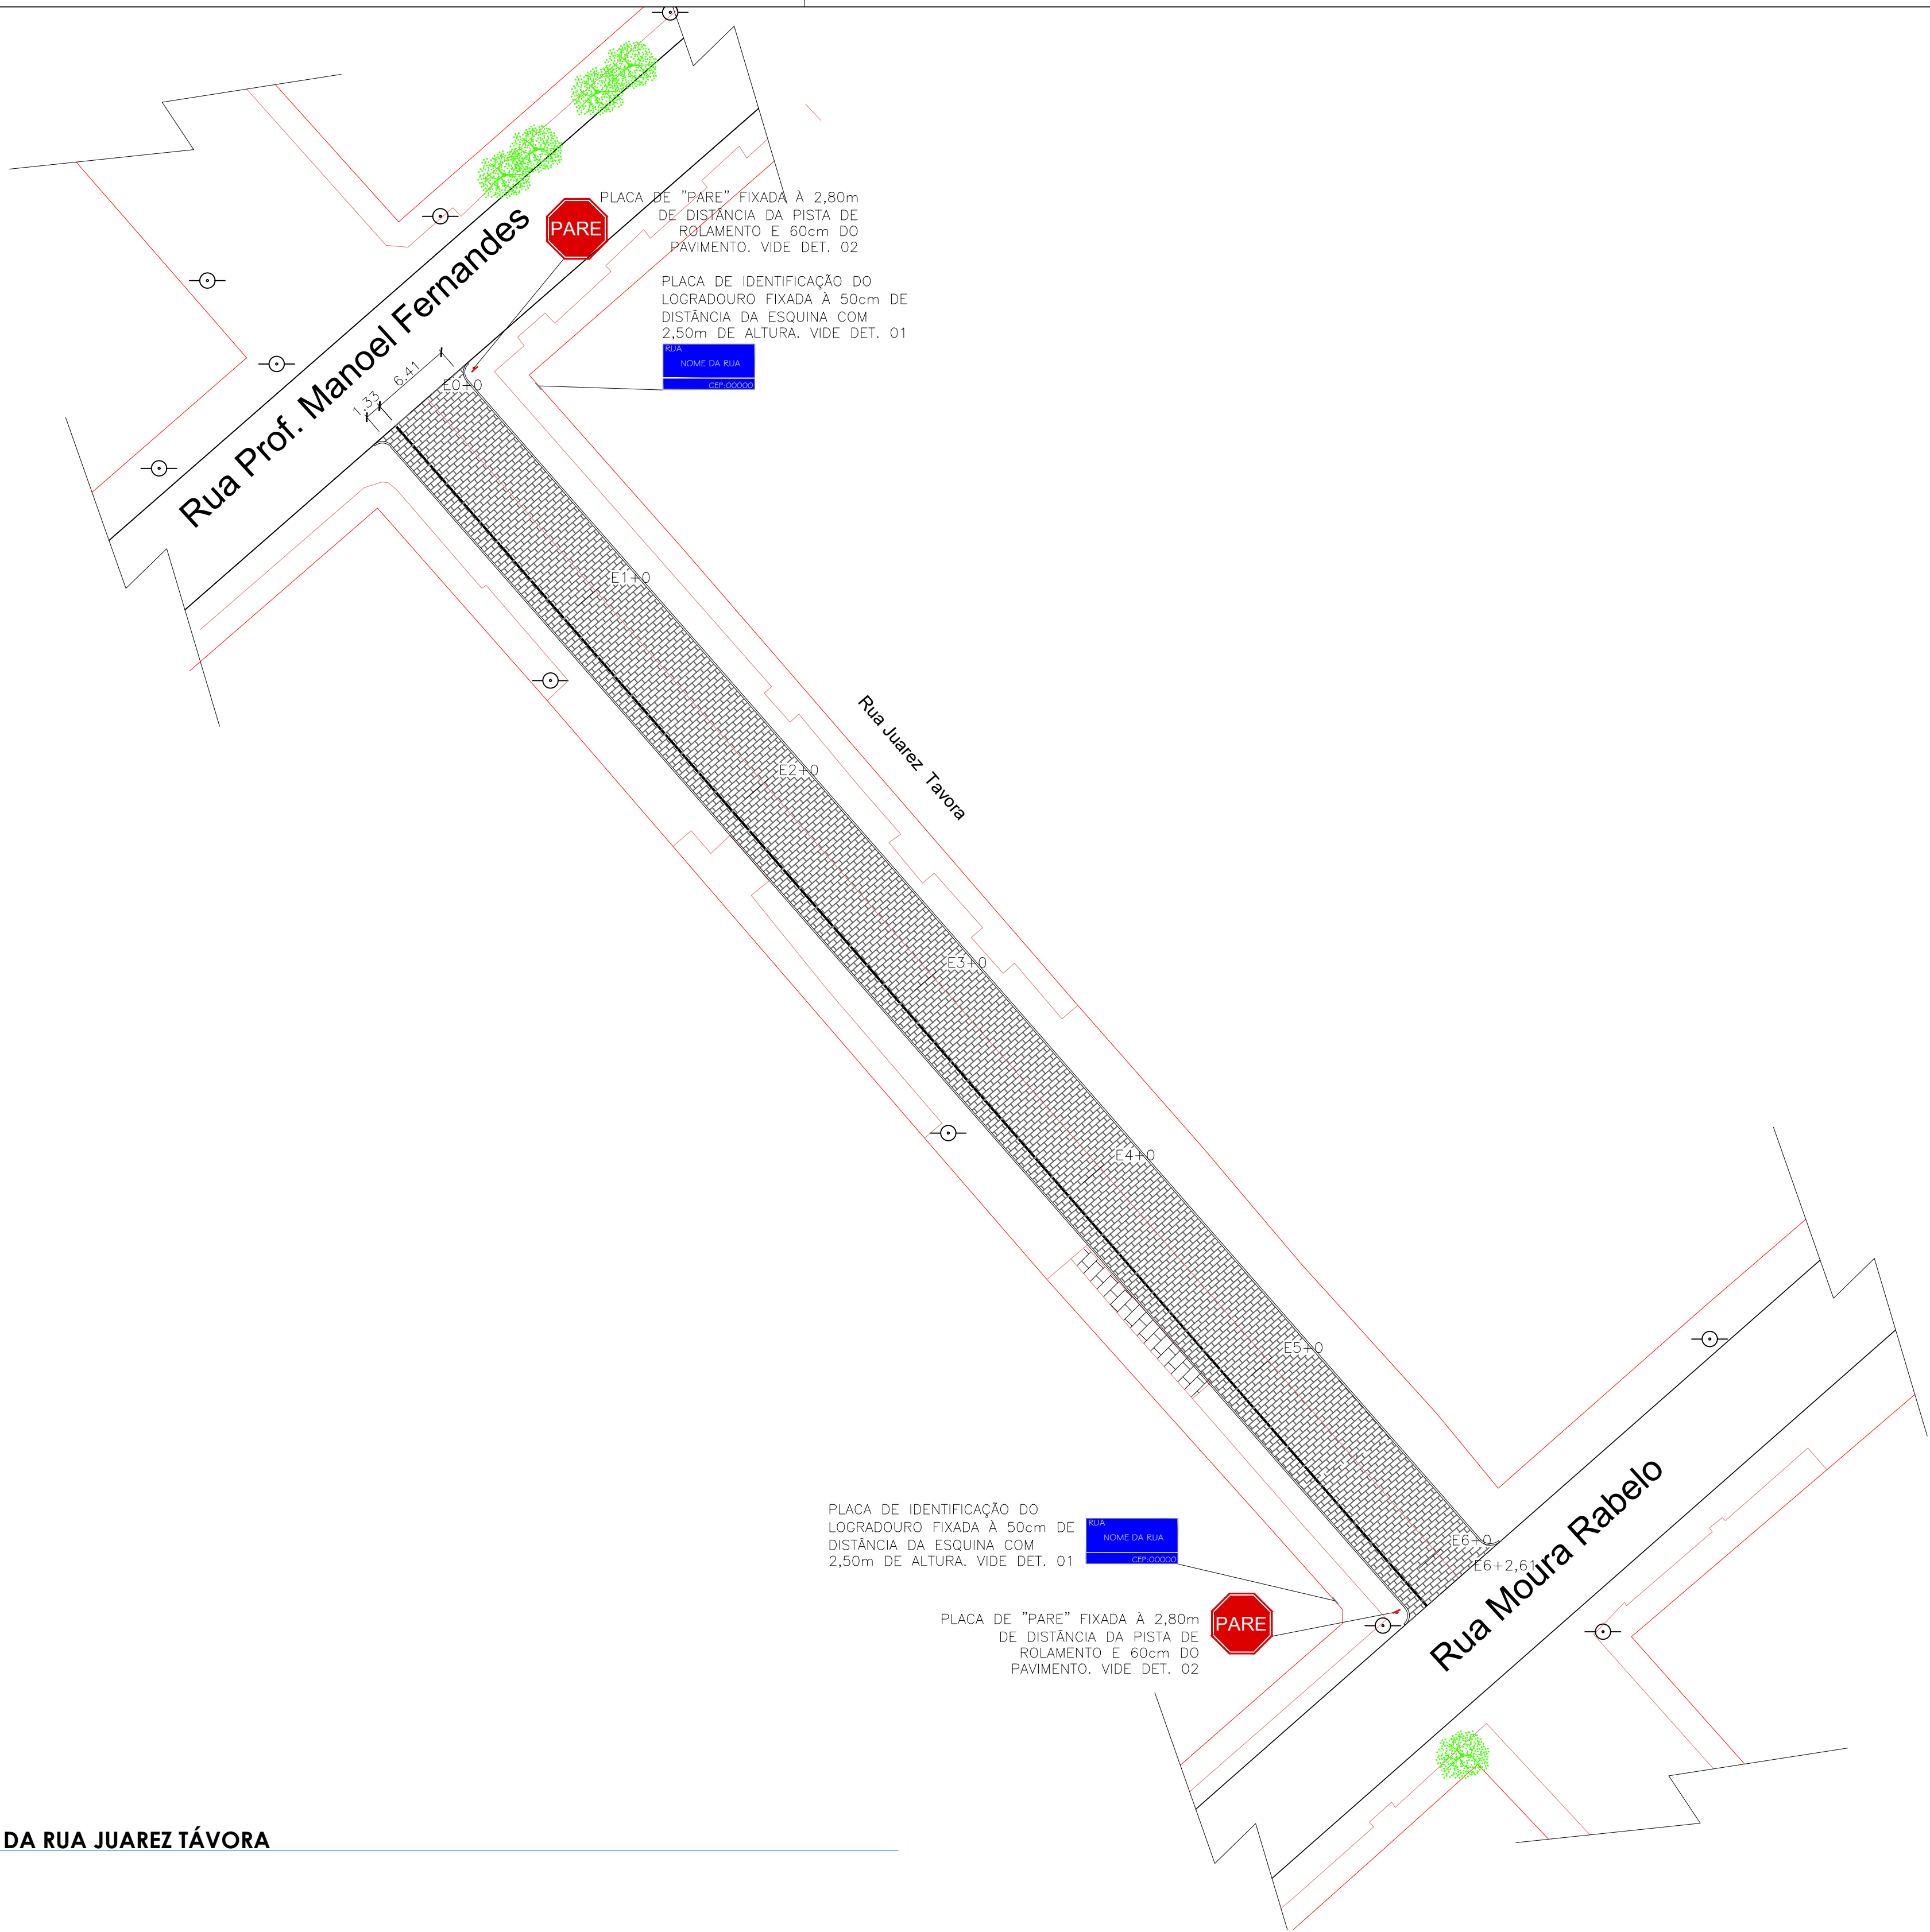 PLACA DE "PARE" FIXADA À 2,80m
DE DISTÂNCIA DA PISTA DE
ROLAMENTO E 60cm DO
PAVIMENTO. VIDE DET. 02
PARE
PLACA DE IDENTIFICAÇÃO DO
LOGRADOURO FIXADA À 50cm DE
DISTÂNCIA DA ESQUINA COM
2,50m DE ALTURA. VIDE DET. 01
RUA
NOME DA RUA
CEP:00000
Rua Prof. Manoel Fernandes
1.33
6.41
E0+0
E1+0
E2+0
Rua Juarez Tavora
E3+0
E4+0
E5+0
E6+0
E6+2,61
Rua Moura Rabelo
PLACA DE IDENTIFICAÇÃO DO
LOGRADOURO FIXADA À 50cm DE
DISTÂNCIA DA ESQUINA COM
2,50m DE ALTURA. VIDE DET. 01
RUA
NOME DA RUA
CEP:00000
PLACA DE "PARE" FIXADA À 2,80m
DE DISTÂNCIA DA PISTA DE
ROLAMENTO E 60cm DO
PAVIMENTO. VIDE DET. 02
PARE
DA RUA JUAREZ TÁVORA